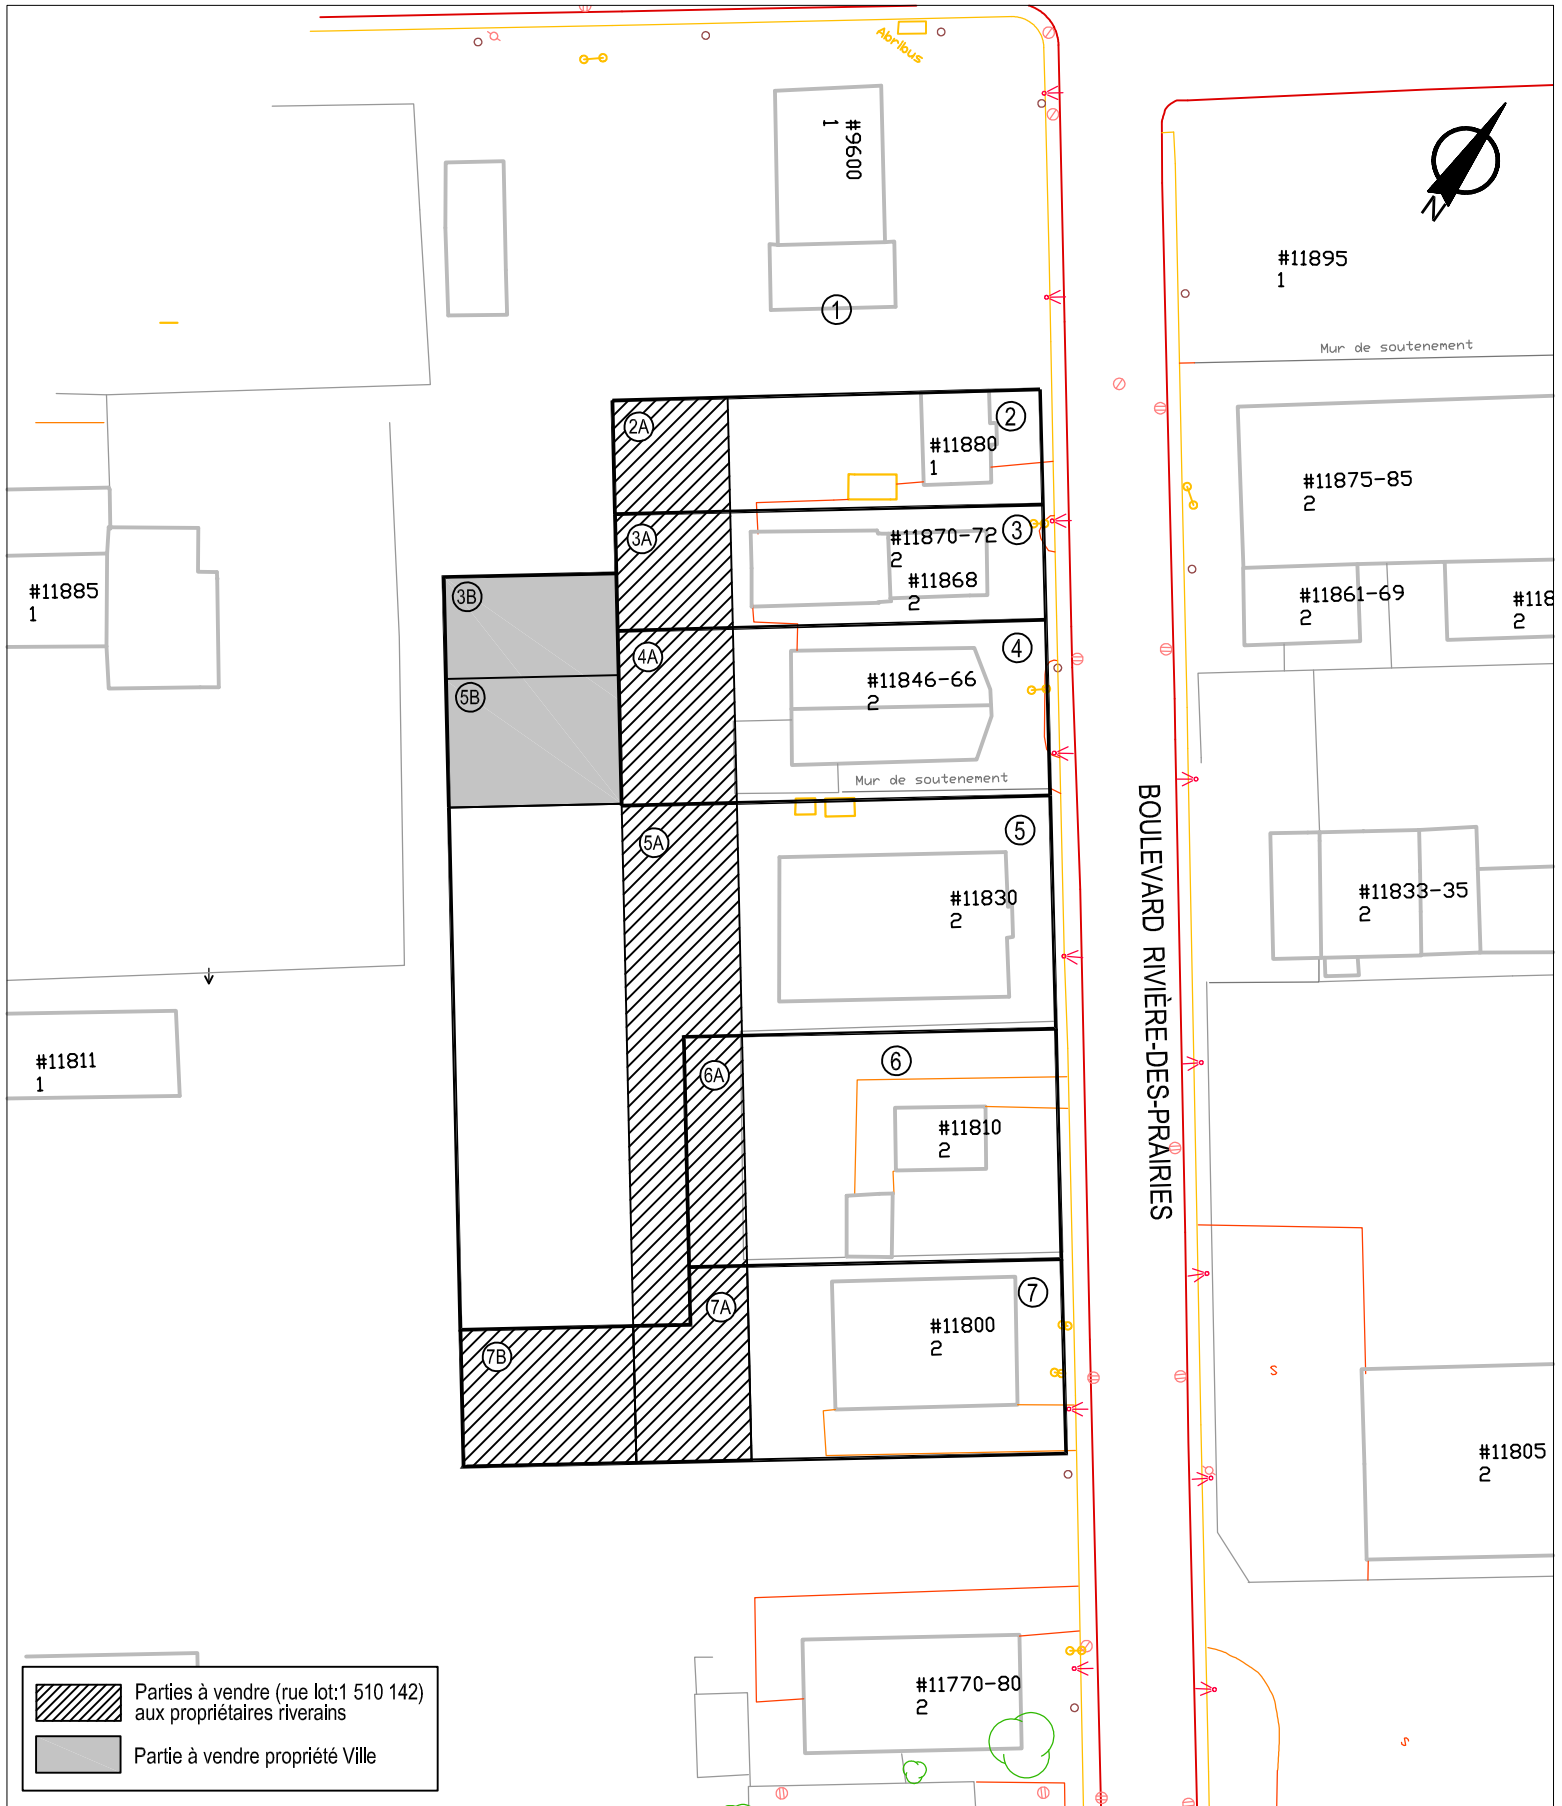 Abribus
#9600
1
N
#11895
1
Mur de soutenement
1
2A
2
#11880
1
#11875-85
2
3A
3
#11870-72
2
#11868
2
#11885
1
3B
#11861-69
2
#118
2
4A
4
#11846-66
2
5B
Mur de soutenement
5A
5
#11830
2
#11833-35
2
BOULEVARD RIVIÈRE-DES-PRAIRIES
#11811
1
6A
6
#11810
2
7A
7
#11800
2
7B
S
#11805
2
#11770-80
2
S
Parties à vendre (rue lot:1 510 142)
aux propriétaires riverains
Partie à vendre propriété Ville